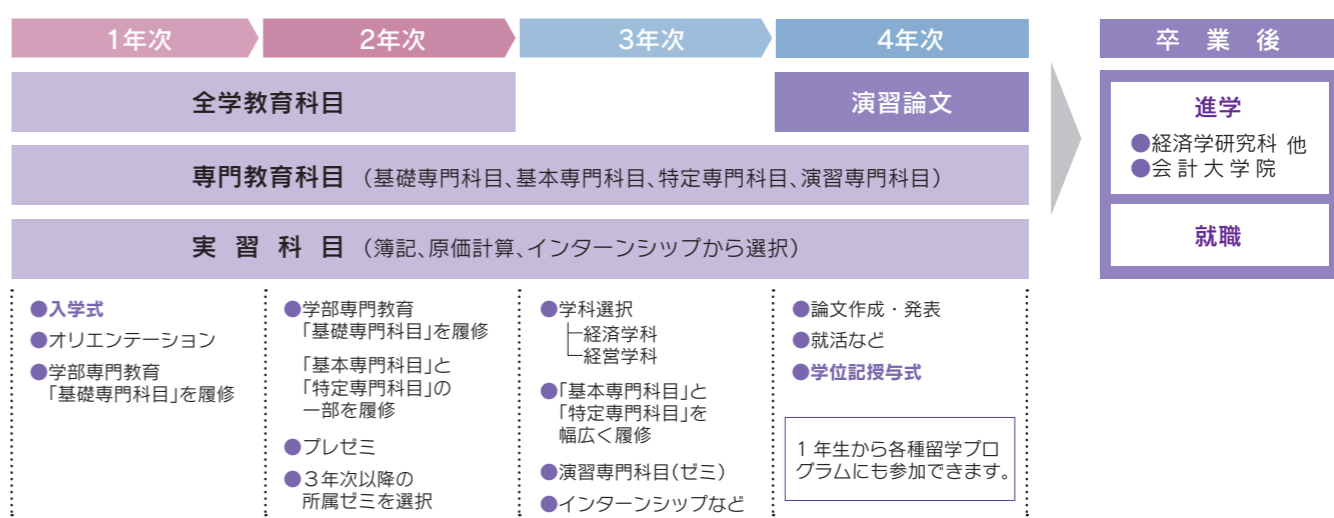 1年次
2年次
3年次
4年次
卒業後
全学教育科目
演習論文
専門教育科目（基礎専門科目、基本専門科目、特定専門科目、演習専門科目）
実習科目（簿記、原価計算、インターンシップから選択）
進学
●経済学研究科 他
●会計大学院
就職
●入学式
●オリエンテーション
●学部専門教育
「基礎専門科目」を履修
●学部専門教育
「基礎専門科目」を履修
「基本専門科目」と
「特定専門科目」の
一部を履修
●プレゼミ
●3年次以降の
所属ゼミを選択
●学科選択
経済学科
経営学科
●「基本専門科目」と
「特定専門科目」を
幅広く履修
●演習専門科目（ゼミ）
●インターンシップなど
●論文作成・発表
●就活など
●学位記授与式
1年生から各種留学プロ
グラムにも参加できます。